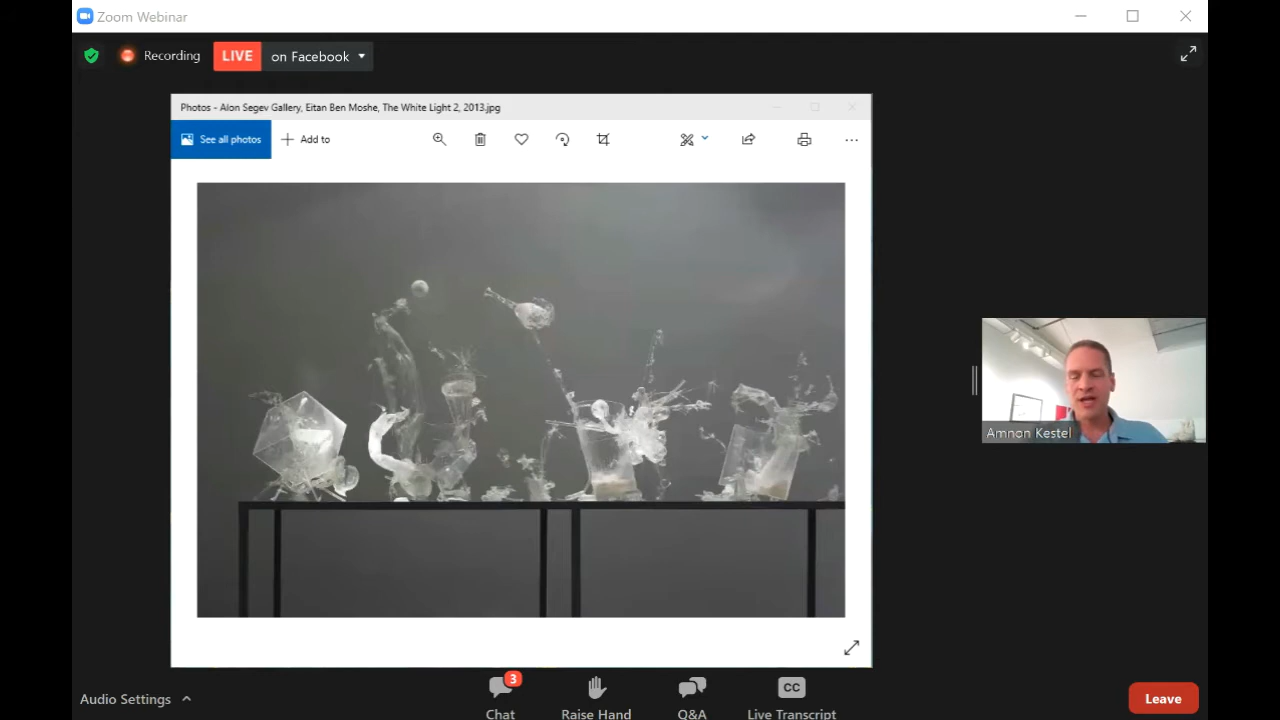 Zoom Webinar
Recording LIVE on Facebook
Photos - Alon Segev Gallery, Eitan Ben Moshe, The White Light 2, 2013.jpg
See all photos Add to
Amnon Kestel
3
Audio Settings Chat Raise Hand Q&A CC Live Transcript Leave